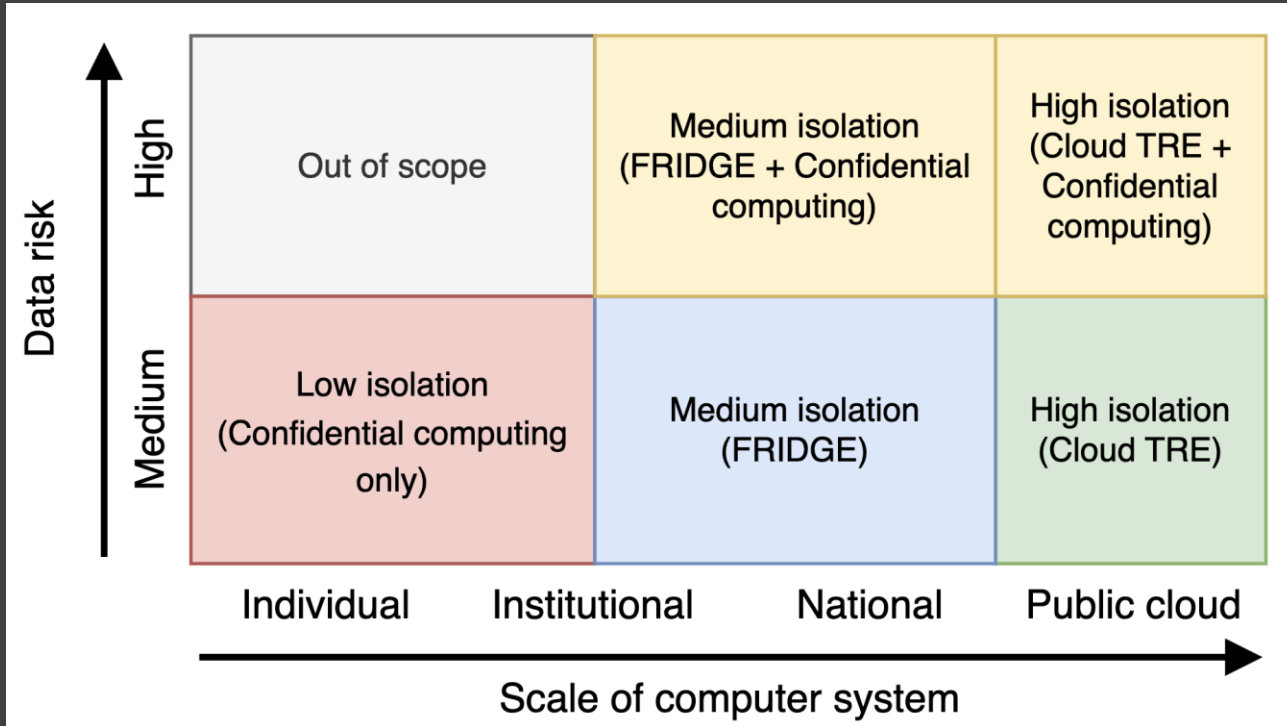 Data risk
High
Medium
Out of scope
Medium isolation
(FRIDGE + Confidential
computing)
High isolation
(Cloud TRE +
Confidential
computing)
Low isolation
(Confidential computing
only)
Medium isolation
(FRIDGE)
High isolation
(Cloud TRE)
Individual
Institutional
National
Public cloud
Scale of computer system